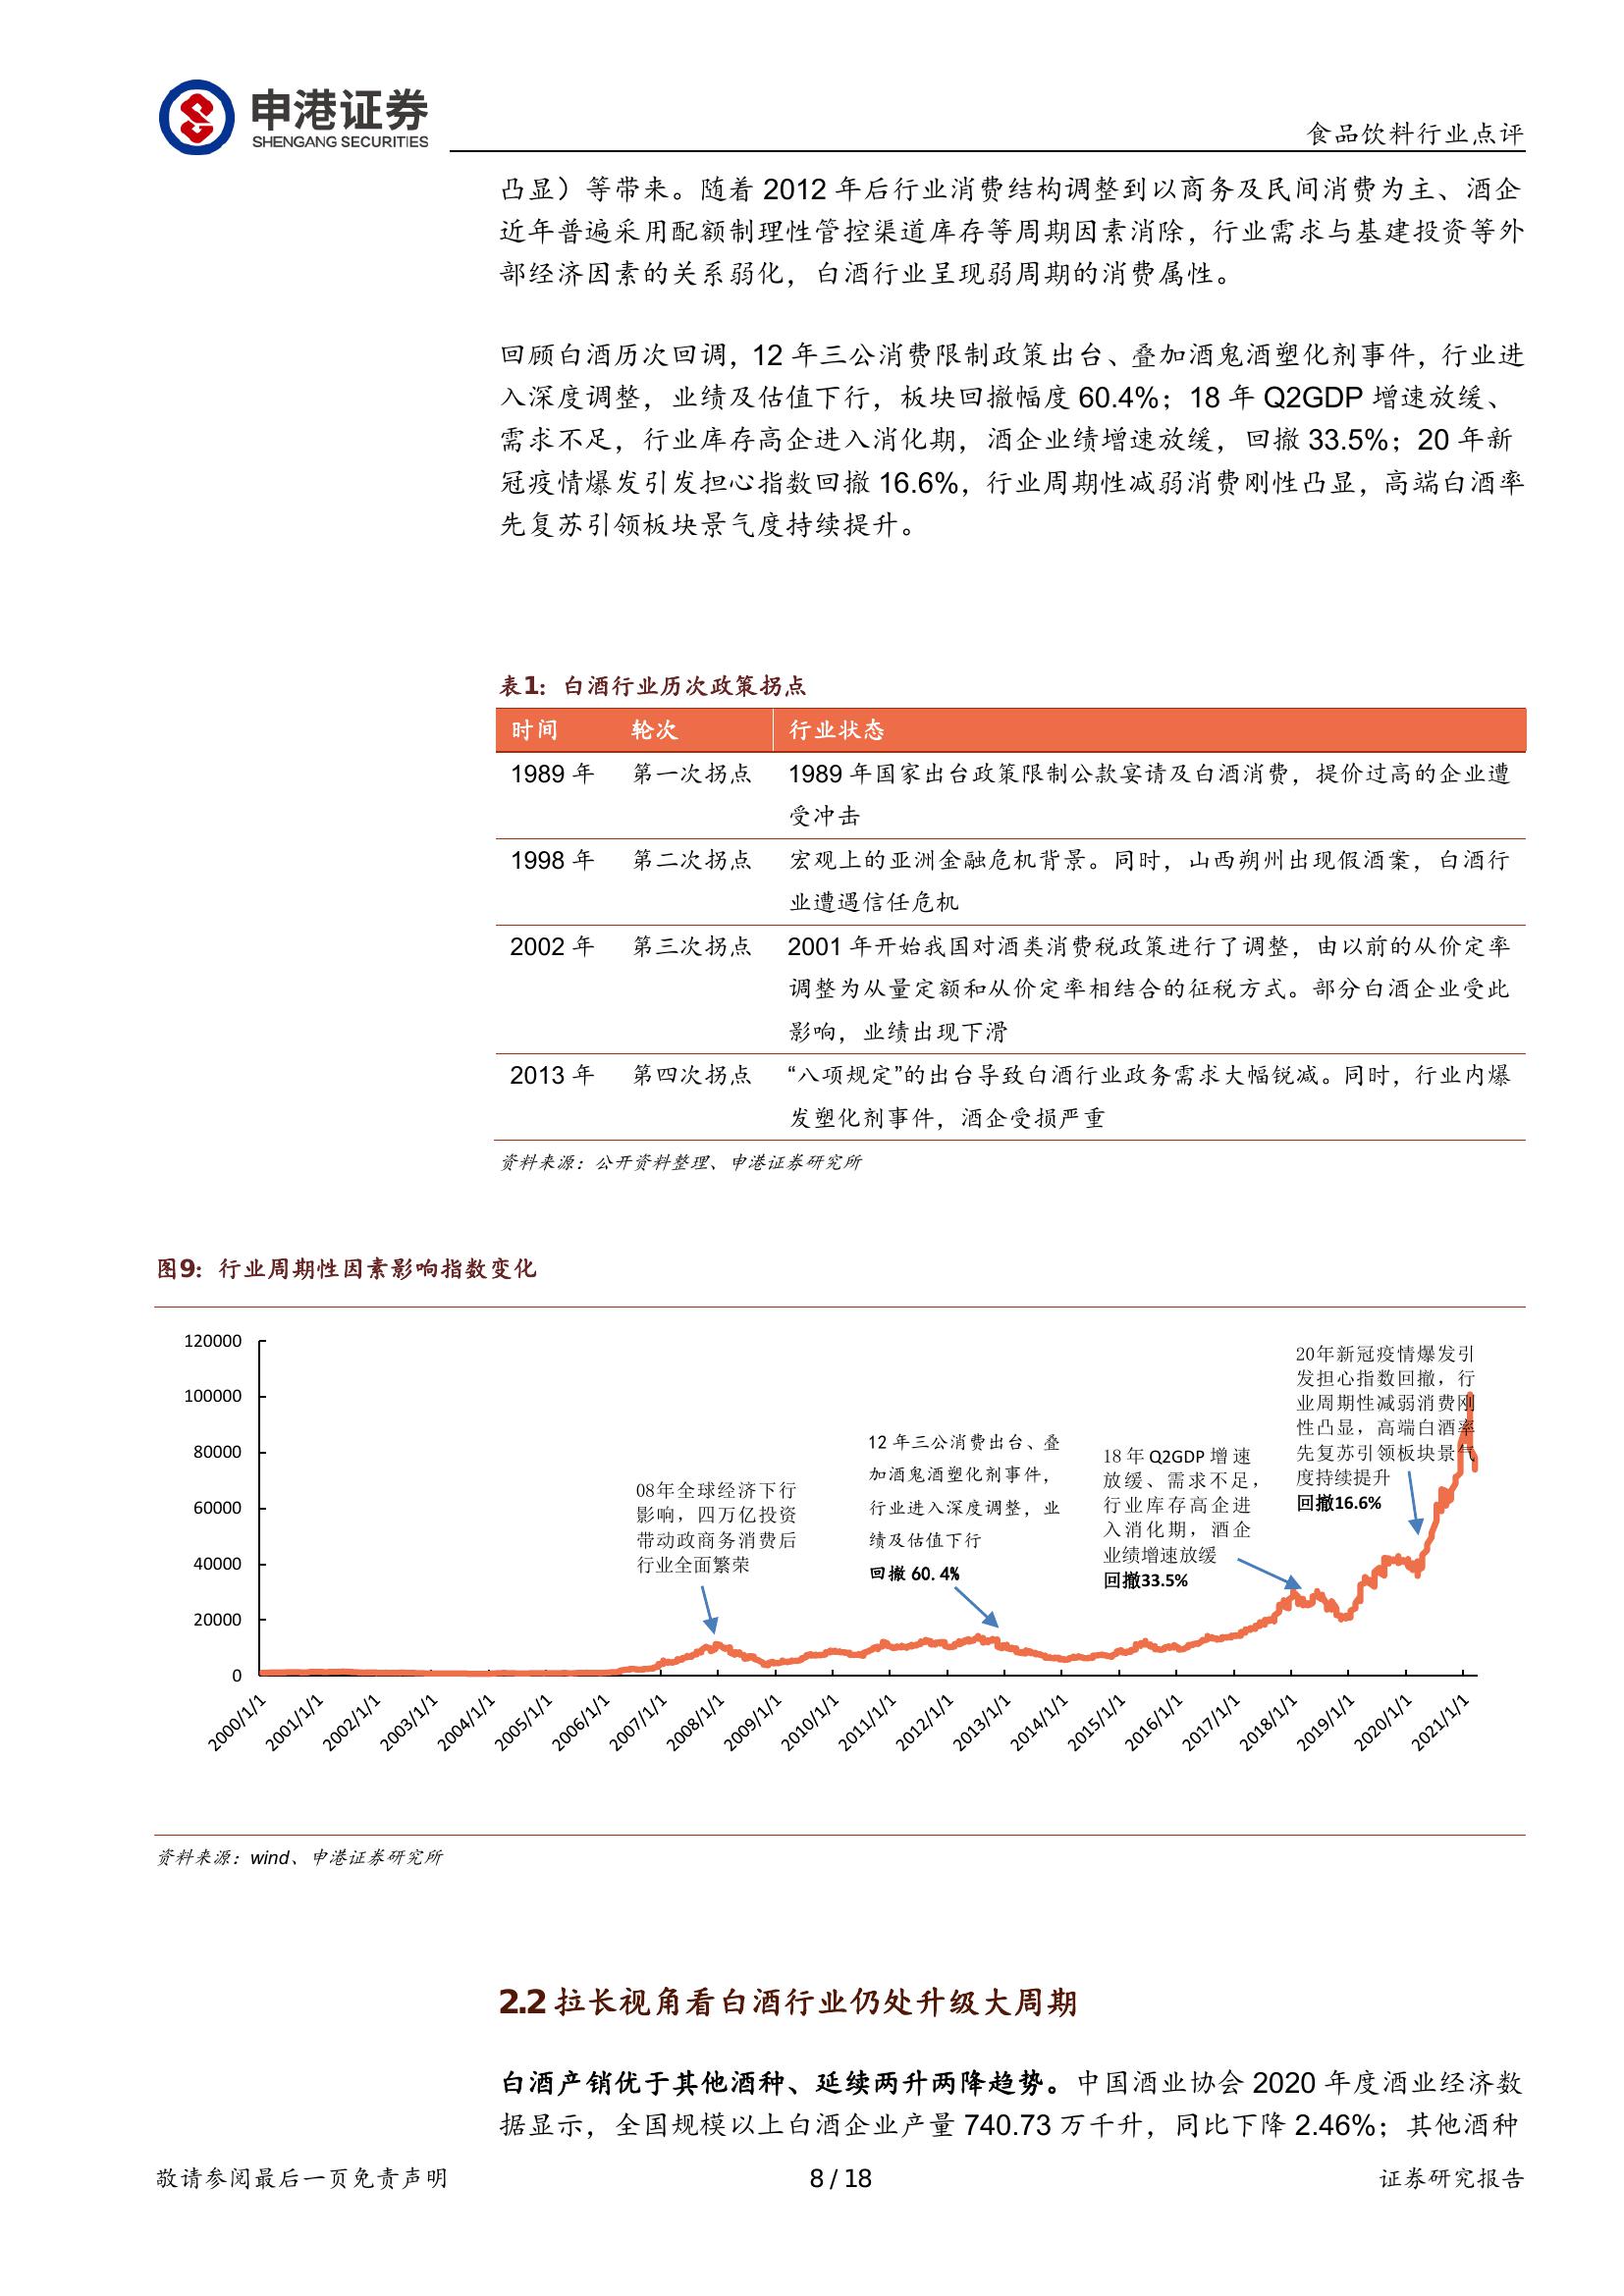 申港证券
SHENGANG SECURITIES
食品饮料行业点评
凸显）等带来。随着 2012 年后行业消费结构调整到以商务及民间消费为主、酒企
近年普遍采用配额制理性管控渠道库存等周期因素消除，行业需求与基建投资等外
部经济因素的关系弱化，白酒行业呈现弱周期的消费属性。
回顾白酒历次回调，12 年三公消费限制政策出台、叠加酒鬼酒塑化剂事件，行业进
入深度调整，业绩及估值下行，板块回撤幅度 60.4%；18 年 Q2GDP 增速放缓、
需求不足，行业库存高企进入消化期，酒企业绩增速放缓，回撤 33.5%；20 年新
冠疫情爆发引发担心指数回撤 16.6%，行业周期性减弱消费刚性凸显，高端白酒率
先复苏引领板块景气度持续提升。
表1：白酒行业历次政策拐点
时间 轮次 行业状态
1989 年 第一次拐点 1989 年国家出台政策限制公款宴请及白酒消费，提价过高的企业遭
受冲击
1998 年 第二次拐点 宏观上的亚洲金融危机背景。同时，山西朔州出现假酒案，白酒行
业遭遇信任危机
2002 年 第三次拐点 2001 年开始我国对酒类消费税政策进行了调整，由以前的从价定率
调整为从量定额和从价定率相结合的征税方式。部分白酒企业受此
影响，业绩出现下滑
2013 年 第四次拐点 “八项规定”的出台导致白酒行业政务需求大幅锐减。同时，行业内爆
发塑化剂事件，酒企受损严重
资料来源：公开资料整理、申港证券研究所
图9：行业周期性因素影响指数变化
120000
100000
80000
60000
40000
20000
0
08年全球经济下行
影响，四万亿投资
带动政商务消费后
行业全面繁荣
12 年三公消费出台、叠
加酒鬼酒塑化剂事件，
行业进入深度调整，业
绩及估值下行
回撤 60.4%
18 年 Q2GDP 增速
放缓、需求不足，
行业库存高企进
入消化期，酒企
业绩增速放缓
回撤33.5%
20年新冠疫情爆发引
发担心指数回撤，行
业周期性减弱消费刚
性凸显，高端白酒率
先复苏引领板块景气
度持续提升
回撤16.6%
2000/1/1 2001/1/1 2002/1/1 2003/1/1 2004/1/1 2005/1/1 2006/1/1 2007/1/1 2008/1/1 2009/1/1 2010/1/1 2011/1/1 2012/1/1 2013/1/1 2014/1/1 2015/1/1 2016/1/1 2017/1/1 2018/1/1 2019/1/1 2020/1/1 2021/1/1
资料来源：wind、申港证券研究所
2.2 拉长视角看白酒行业仍处升级大周期
白酒产销优于其他酒种、延续两升两降趋势。中国酒业协会 2020 年度酒业经济数
据显示，全国规模以上白酒企业产量 740.73 万千升，同比下降 2.46%；其他酒种
敬请参阅最后一页免责声明 8 / 18 证券研究报告